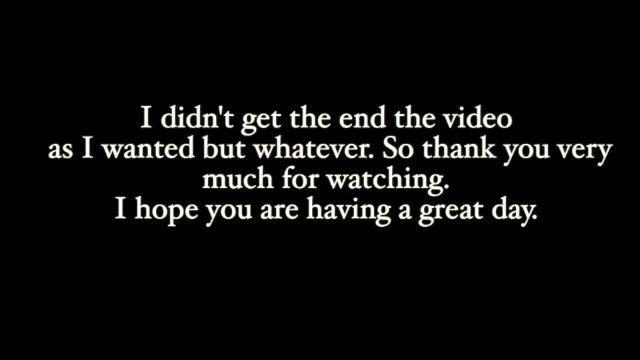 I didn't get the end the video
as I wanted but whatever. So thank you very
much for watching.
I hope you are having a great day.